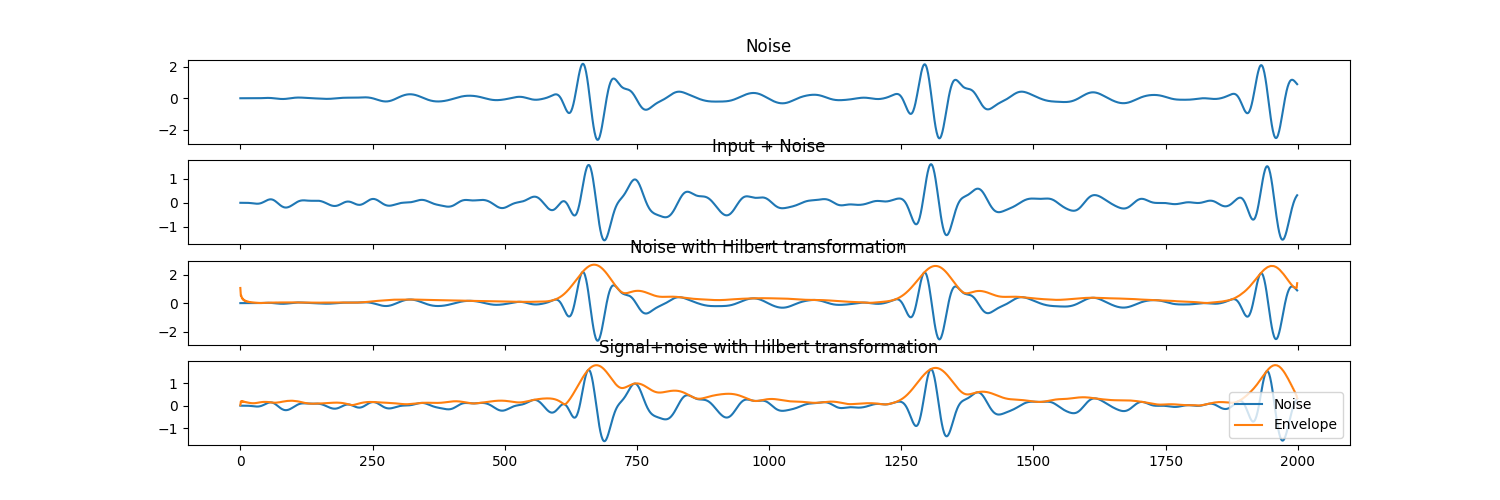 Noise
2
0
−2
Input + Noise
1
0
−1
Noise with Hilbert transformation
2
0
−2
Signal+noise with Hilbert transformation
1
0
−1
Noise
Envelope
0 250 500 750 1000 1250 1500 1750 2000